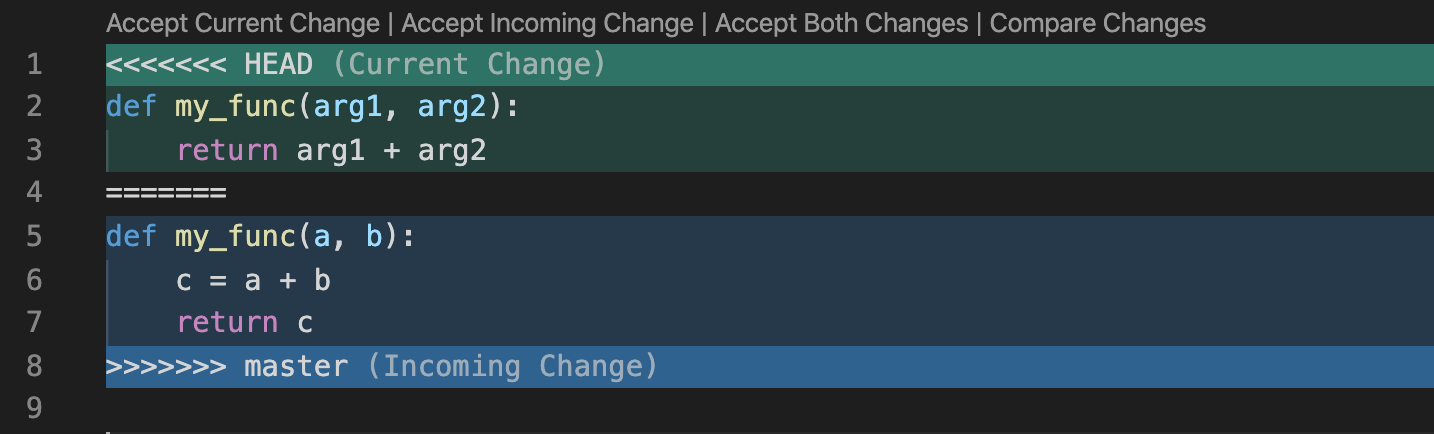 Accept Current Change | Accept Incoming Change | Accept Both Changes | Compare Changes
1 <<<<<<< HEAD (Current Change)
2 def my_func(arg1, arg2):
3     return arg1 + arg2
4 =======
5 def my_func(a, b):
6     c = a + b
7     return c
8 >>>>>>> master (Incoming Change)
9